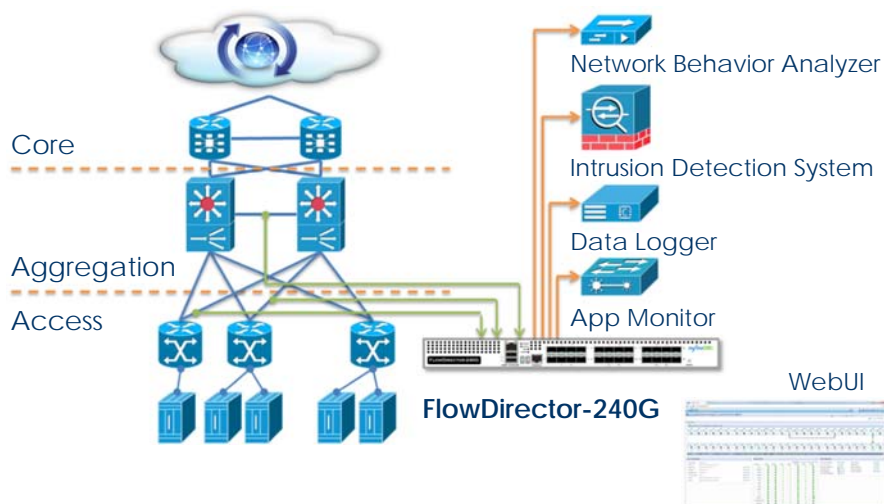 Network Behavior Analyzer
Core
Intrusion Detection System
Data Logger
Aggregation
Access
App Monitor
WebUI
FlowDirector-240G